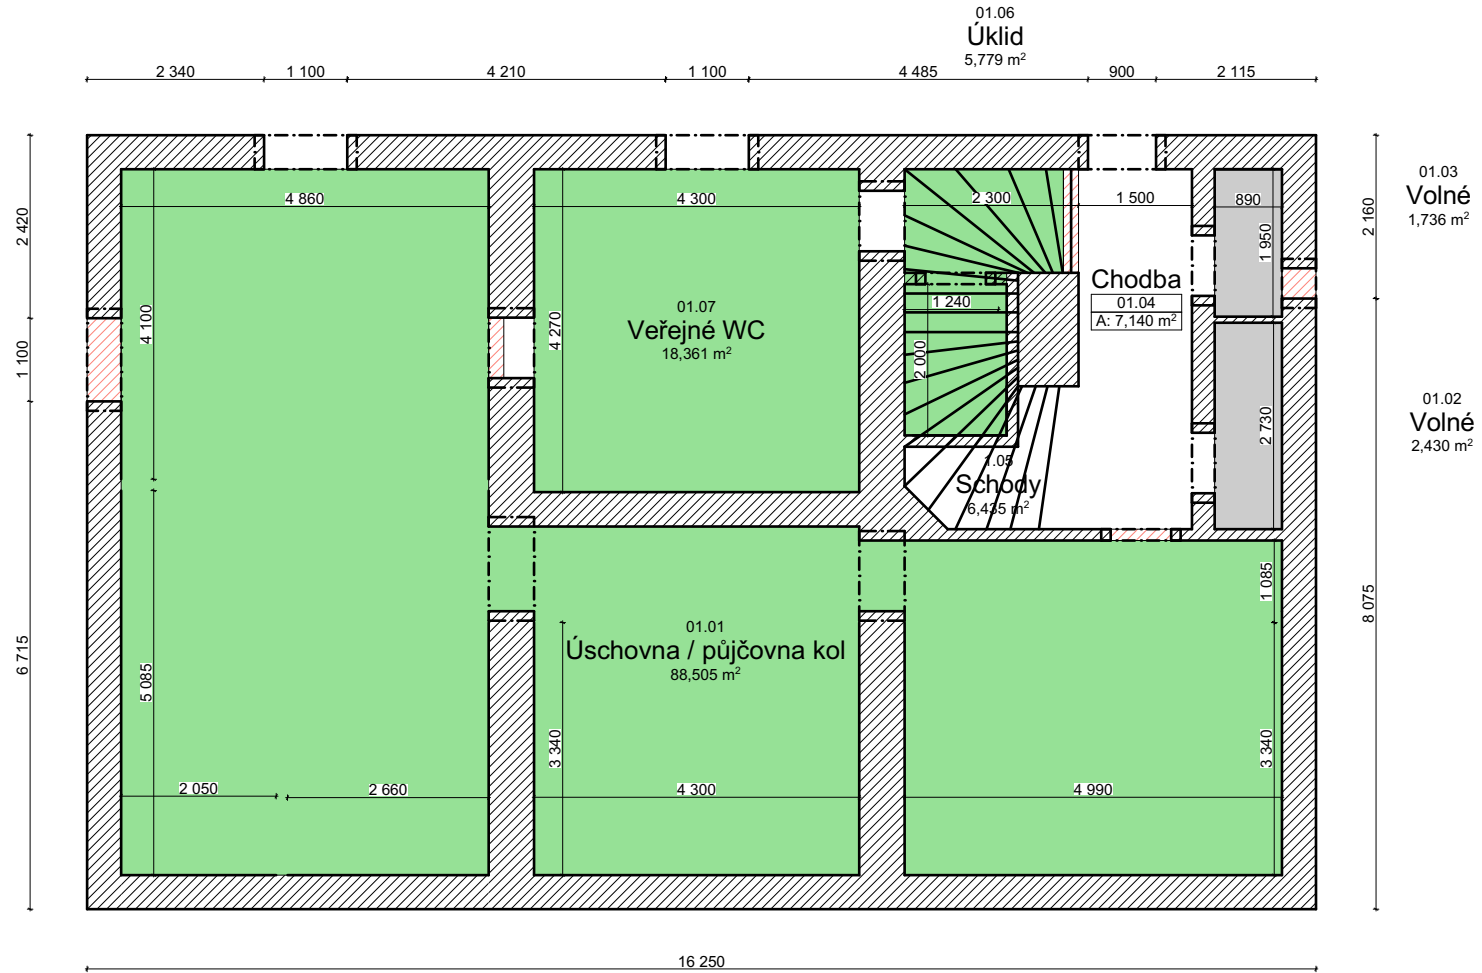 01.06
Úklid
5,779 m²
2 340
1 100
4 210
1 100
4 485
900
2 115
01.03
Volné
1,736 m²
2 420
1 100
6 715
2 160
8 075
4 860
4 300
2 300
1 500
890
1 950
Chodba
01.04
A: 7,140 m²
1 240
2 000
4 100
01.07
Veřejné WC
18,361 m²
4 270
01.02
Volné
2,430 m²
2 730
1.05
Schody
6,435 m²
5 085
01.01
Úschovna / půjčovna kol
88,505 m²
1 085
3 340
3 340
2 050
2 660
4 300
4 990
16 250